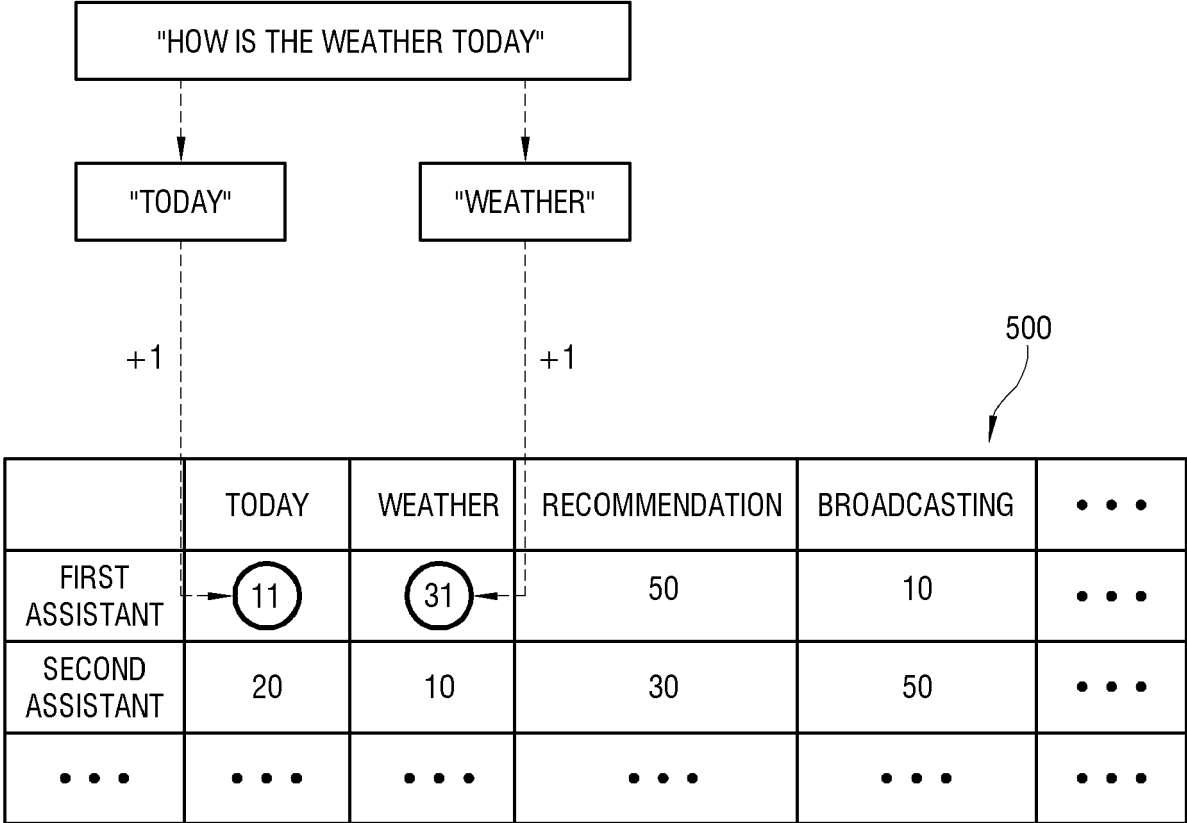 "HOW IS THE WEATHER TODAY"
"TODAY" "WEATHER"
500
+1 +1
TODAY WEATHER RECOMMENDATION BROADCASTING • • •
FIRST
ASSISTANT 11 31 50 10 • • •
SECOND
ASSISTANT 20 10 30 50 • • •
• • • • • • • • • • • • • • • • • •